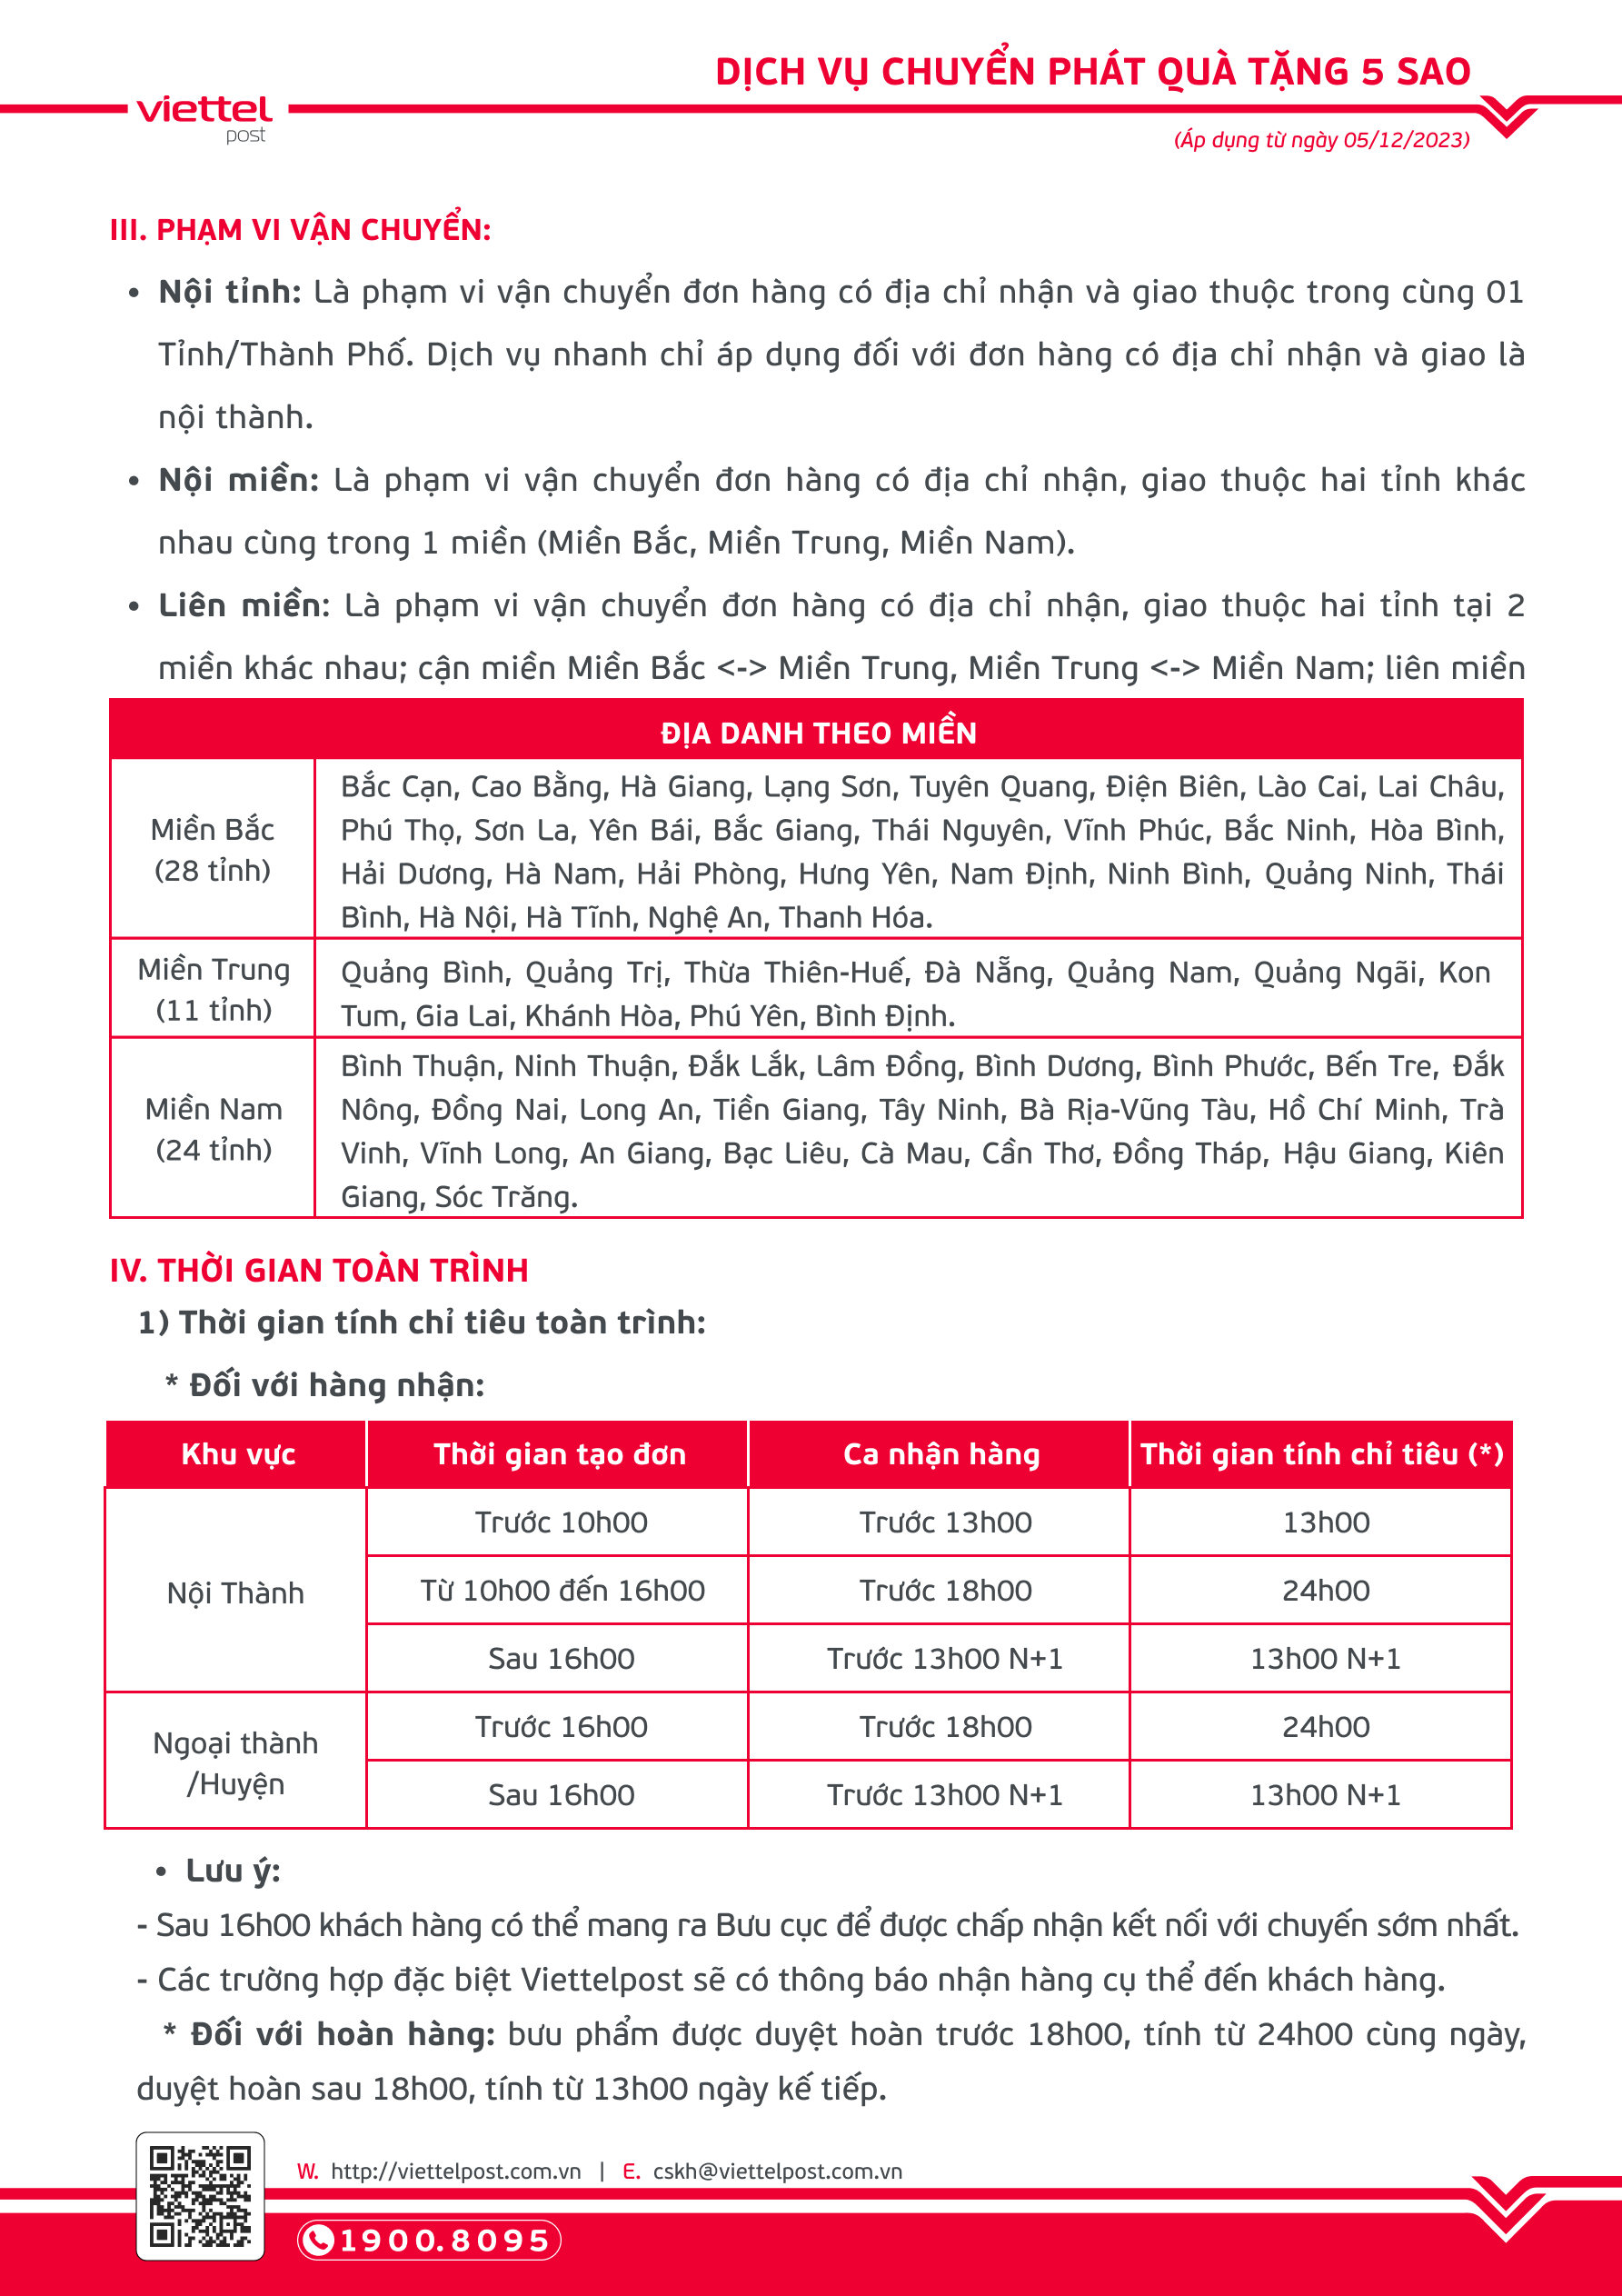 DỊCH VỤ CHUYỂN PHÁT QUÀ TẶNG 5 SAO
viettel
post
(Áp dụng từ ngày 05/12/2023)
III. PHẠM VI VẬN CHUYỂN:
• Nội tỉnh: Là phạm vi vận chuyển đơn hàng có địa chỉ nhận và giao thuộc trong cùng 01
Tỉnh/Thành Phố. Dịch vụ nhanh chỉ áp dụng đối với đơn hàng có địa chỉ nhận và giao là
nội thành.
• Nội miền: Là phạm vi vận chuyển đơn hàng có địa chỉ nhận, giao thuộc hai tỉnh khác
nhau cùng trong 1 miền (Miền Bắc, Miền Trung, Miền Nam).
• Liên miền: Là phạm vi vận chuyển đơn hàng có địa chỉ nhận, giao thuộc hai tỉnh tại 2
miền khác nhau; cận miền Miền Bắc <-> Miền Trung, Miền Trung <-> Miền Nam; liên miền
ĐỊA DANH THEO MIỀN
Miền Bắc
(28 tỉnh)
Bắc Cạn, Cao Bằng, Hà Giang, Lạng Sơn, Tuyên Quang, Điện Biên, Lào Cai, Lai Châu,
Phú Thọ, Sơn La, Yên Bái, Bắc Giang, Thái Nguyên, Vĩnh Phúc, Bắc Ninh, Hòa Bình,
Hải Dương, Hà Nam, Hải Phòng, Hưng Yên, Nam Định, Ninh Bình, Quảng Ninh, Thái
Bình, Hà Nội, Hà Tĩnh, Nghệ An, Thanh Hóa.
Miền Trung
(11 tỉnh)
Quảng Bình, Quảng Trị, Thừa Thiên-Huế, Đà Nẵng, Quảng Nam, Quảng Ngãi, Kon
Tum, Gia Lai, Khánh Hòa, Phú Yên, Bình Định.
Miền Nam
(24 tỉnh)
Bình Thuận, Ninh Thuận, Đắk Lắk, Lâm Đồng, Bình Dương, Bình Phước, Bến Tre, Đắk
Nông, Đồng Nai, Long An, Tiền Giang, Tây Ninh, Bà Rịa-Vũng Tàu, Hồ Chí Minh, Trà
Vinh, Vĩnh Long, An Giang, Bạc Liêu, Cà Mau, Cần Thơ, Đồng Tháp, Hậu Giang, Kiên
Giang, Sóc Trăng.
IV. THỜI GIAN TOÀN TRÌNH
1) Thời gian tính chỉ tiêu toàn trình:
* Đối với hàng nhận:
Khu vực Thời gian tạo đơn Ca nhận hàng Thời gian tính chỉ tiêu (*)
Nội Thành
Trước 10h00 Trước 13h00 13h00
Từ 10h00 đến 16h00 Trước 18h00 24h00
Sau 16h00 Trước 13h00 N+1 13h00 N+1
Ngoại thành
/Huyện
Trước 16h00 Trước 18h00 24h00
Sau 16h00 Trước 13h00 N+1 13h00 N+1
• Lưu ý:
- Sau 16h00 khách hàng có thể mang ra Bưu cục để được chấp nhận kết nối với chuyến sớm nhất.
- Các trường hợp đặc biệt Viettelpost sẽ có thông báo nhận hàng cụ thể đến khách hàng.
* Đối với hoàn hàng: bưu phẩm được duyệt hoàn trước 18h00, tính từ 24h00 cùng ngày,
duyệt hoàn sau 18h00, tính từ 13h00 ngày kế tiếp.
W. http://viettelpost.com.vn | E. cskh@viettelpost.com.vn
1900.8095